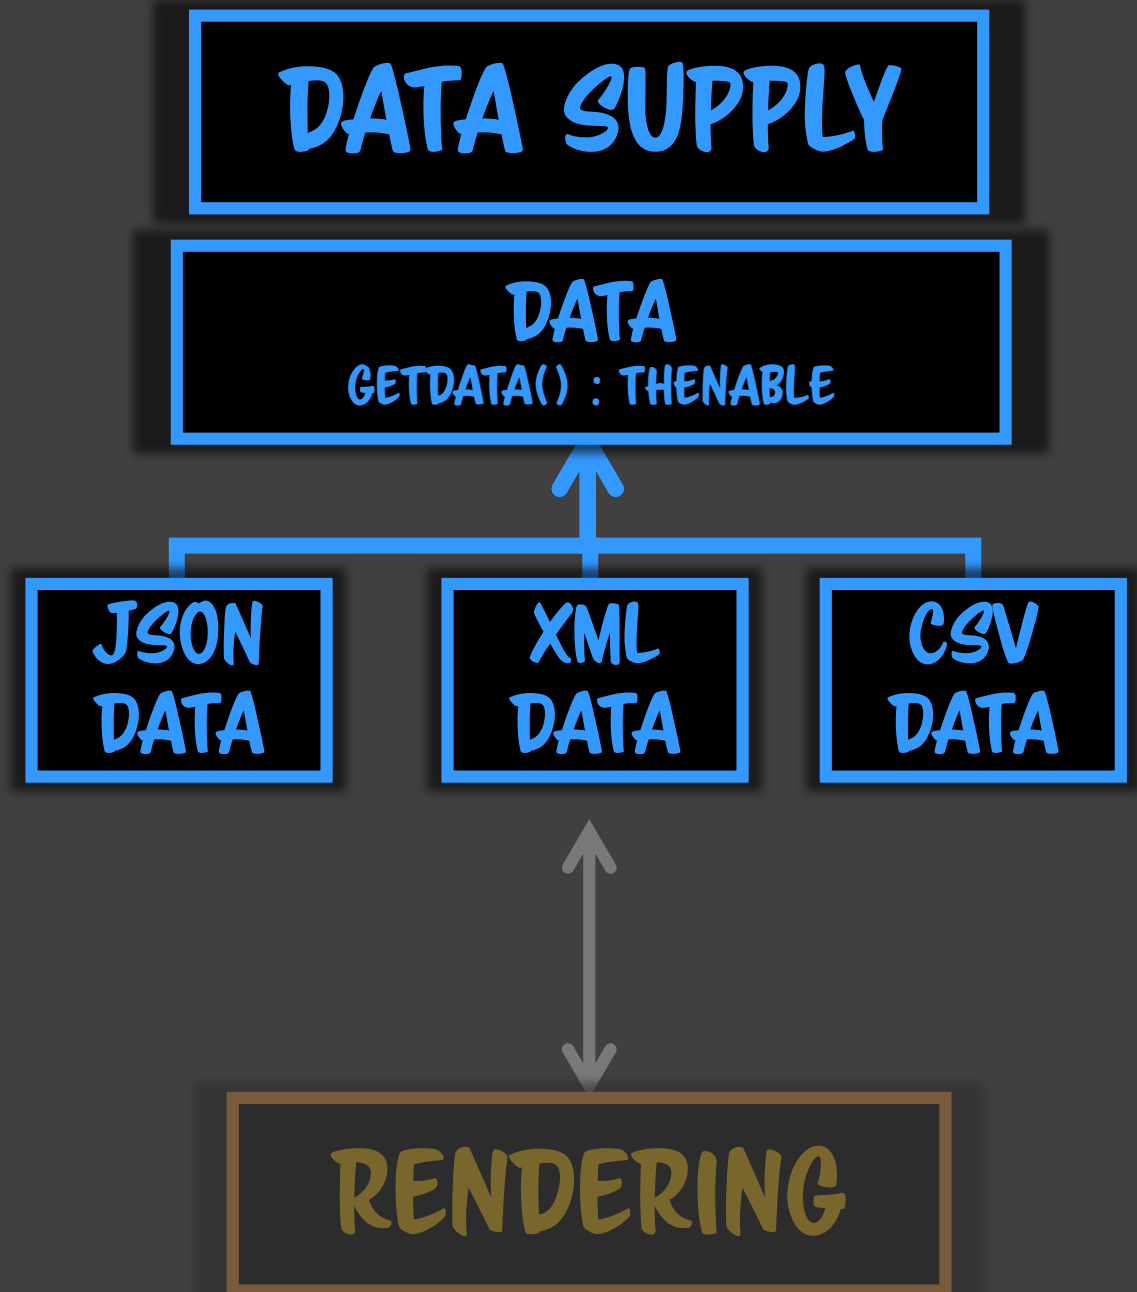 DATA SUPPLY
DATA
GETDATA() : THENABLE
JSON
DATA
XML
DATA
CSV
DATA
RENDERING